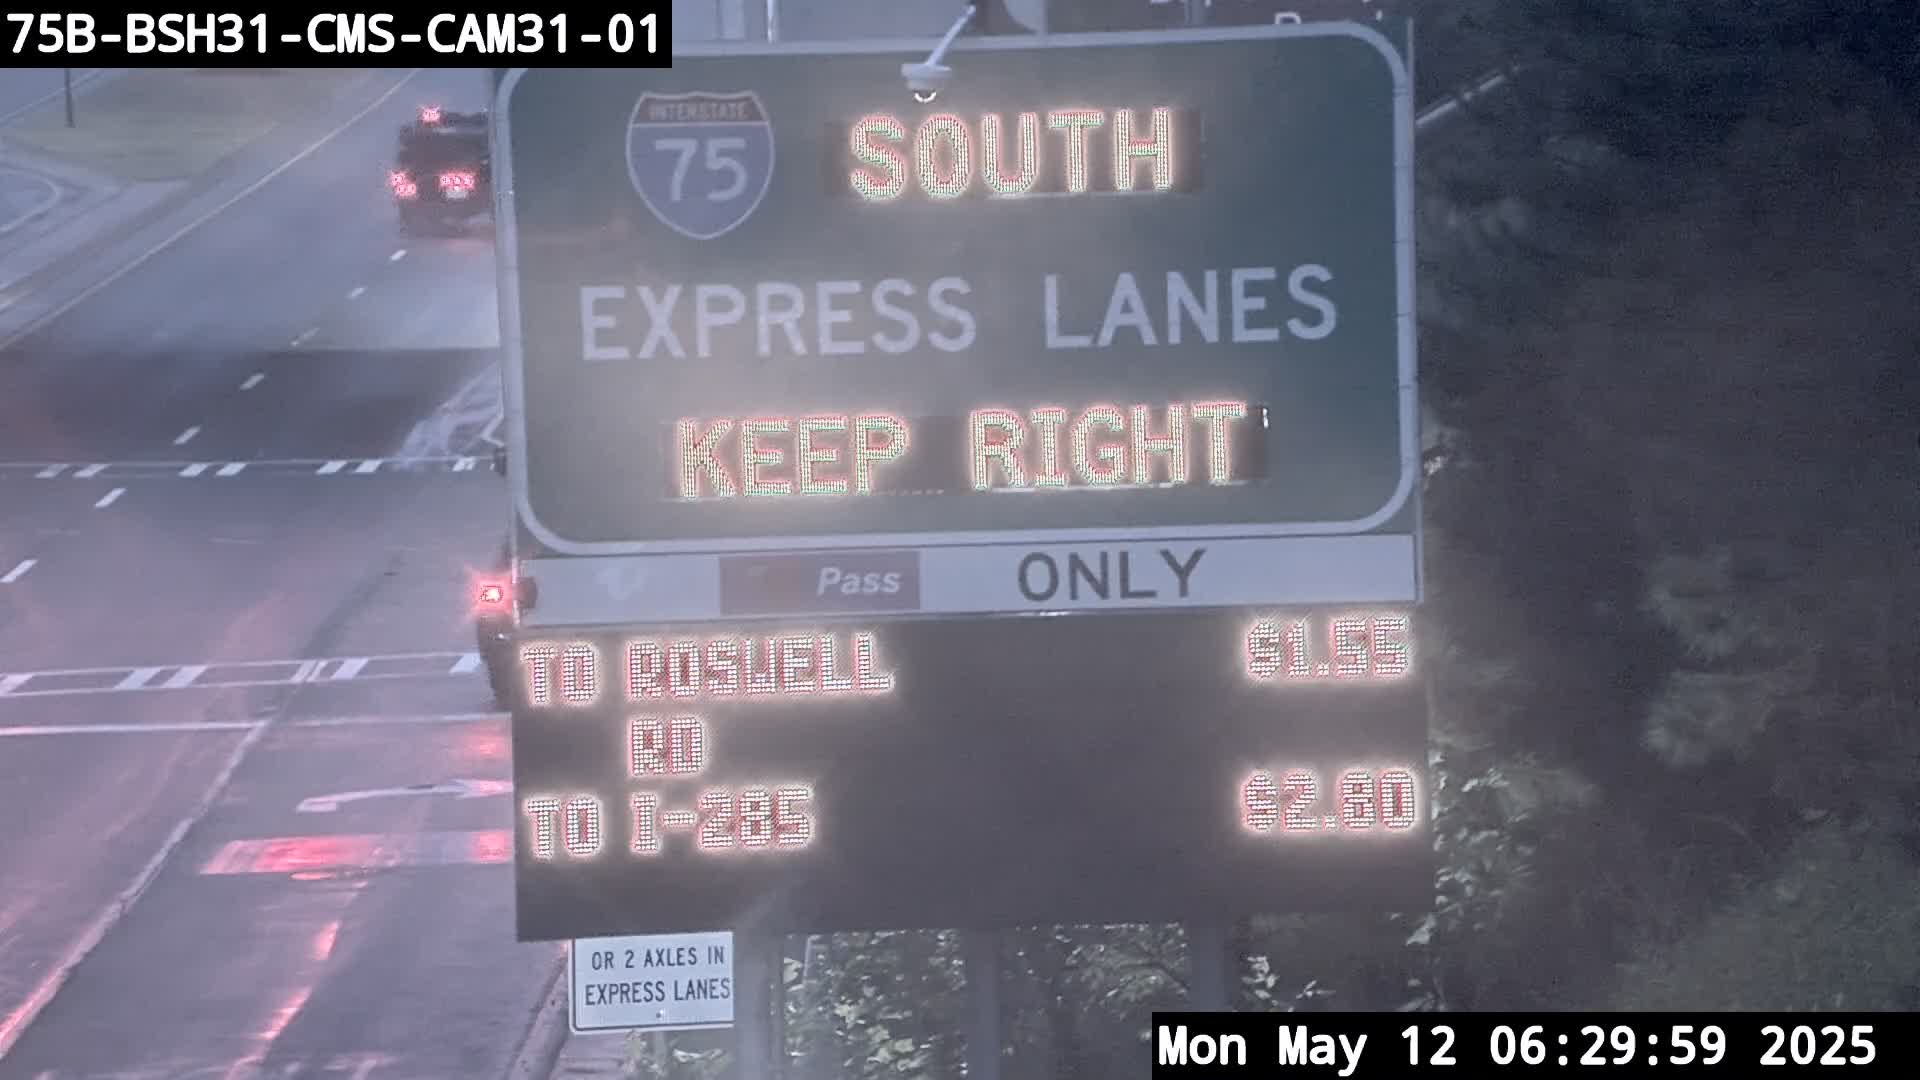 75B-BSH31-CMS-CAM31-01
INTERSTATE
75
SOUTH
EXPRESS LANES
KEEP RIGHT
Pass ONLY
TO ROSWELL $1.55
RD
TO I-285 $2.80
OR 2 AXLES IN
EXPRESS LANES
Mon May 12 06:29:59 2025